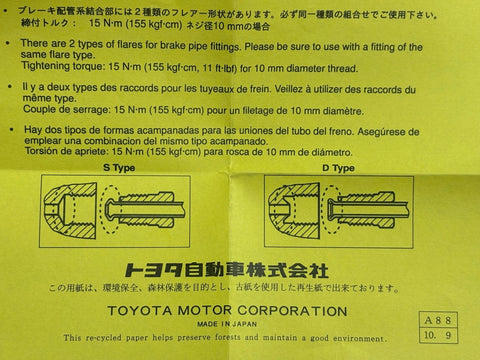 • ブレーキ配管系結合部には2種類のフレアー形状があります。必ず同一種類の組合せでご使用下さい。
締付トルク： 15 N·m (155 kgf·cm) ネジ径10 mmの場合
• There are 2 types of flares for brake pipe fittings. Please be sure to use with a fitting of the
same flare type.
Tightening torque: 15 N·m (155 kgf·cm, 11 ft·lbf) for 10 mm diameter thread.
• Il y a deux types des raccords pour les tuyeaux de frein. Veillez à utilizer des raccords du
même type.
Couple de serrage: 15 N·m (155 kgf·cm) pour un filetage de 10 mm diamètre.
• Hay dos tipos de formas acampanadas para las uniones del tubo del freno. Asegúrese de
emplear una combinacion del mismo tipo acampanado.
Torsión de apriete: 15 N·m (155 kgf·cm) para rosca de 10 mm de diámetro.
S Type D Type
トヨタ自動車株式会社
この用紙は、環境保全、森林保護を目的とし、古紙を使用した再生紙で出来ております。
TOYOTA MOTOR CORPORATION
MADE IN JAPAN
This re-cycled paper helps preserve forests and maintain a good environment.
A 8 8
10. 9